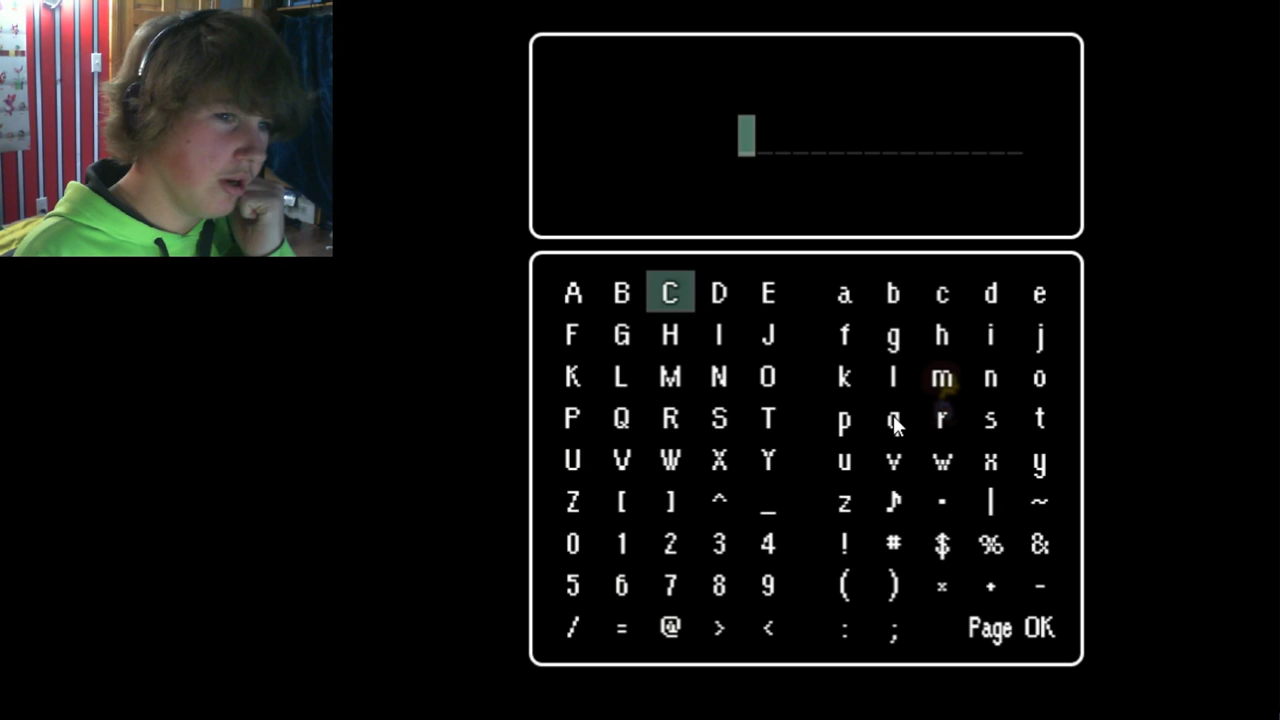 A B C D E a b c d e
F G H I J f g h i j
K L M N O k l m n o
P Q R S T p q r s t
U V W X Y u v w x y
Z [ ] ^ _ z ♪ · | ~
0 1 2 3 4 ! # $ % &
5 6 7 8 9 ( ) × + -
/ = @ > < : ; Page OK